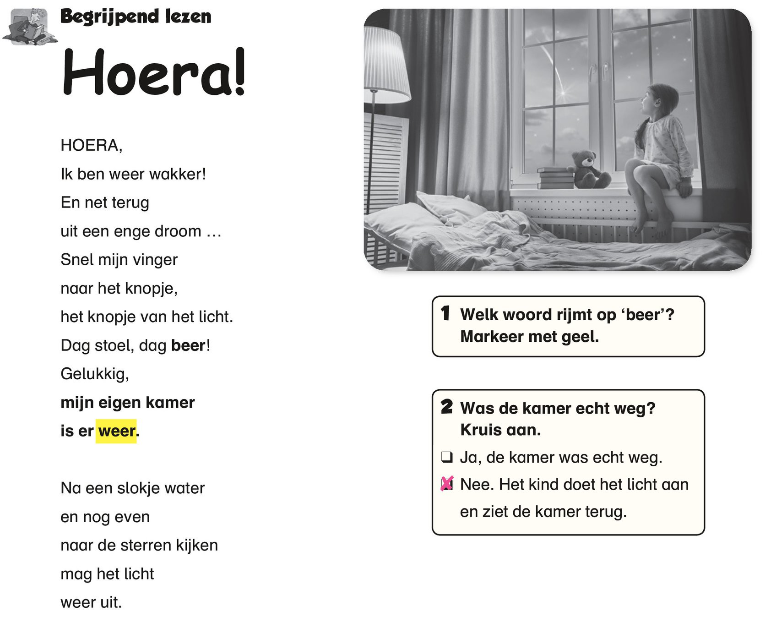 Begrijpend lezen
Hoera!
HOERA,
Ik ben weer wakker!
En net terug
uit een enge droom …
Snel mijn vinger
naar het knopje,
het knopje van het licht.
Dag stoel, dag beer!
Gelukkig,
mijn eigen kamer
is er weer.
Na een slokje water
en nog even
naar de sterren kijken
mag het licht
weer uit.
1 Welk woord rijmt op ‘beer’?
Markeer met geel.
2 Was de kamer echt weg?
Kruis aan.
Ja, de kamer was echt weg.
Nee. Het kind doet het licht aan
en ziet de kamer terug.